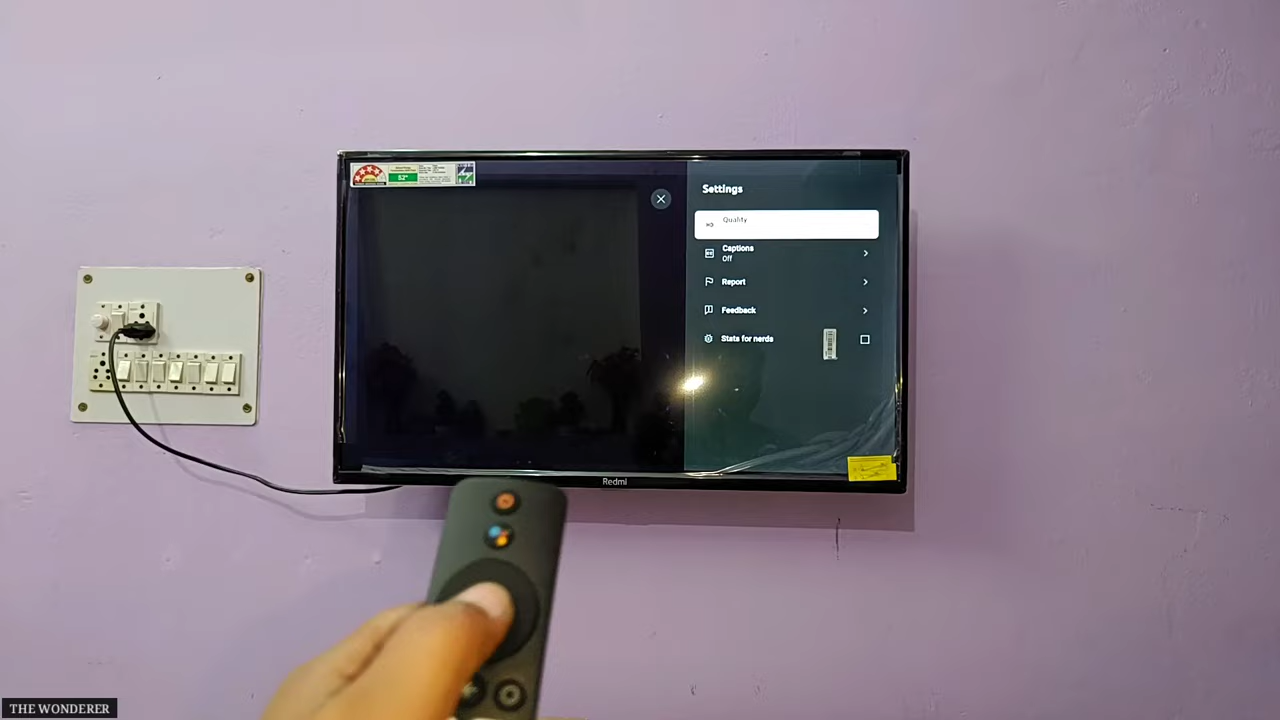 Settings
Quality
Captions
Off
Report
Feedback
Stats for nerds
Redmi
THE WONDERER